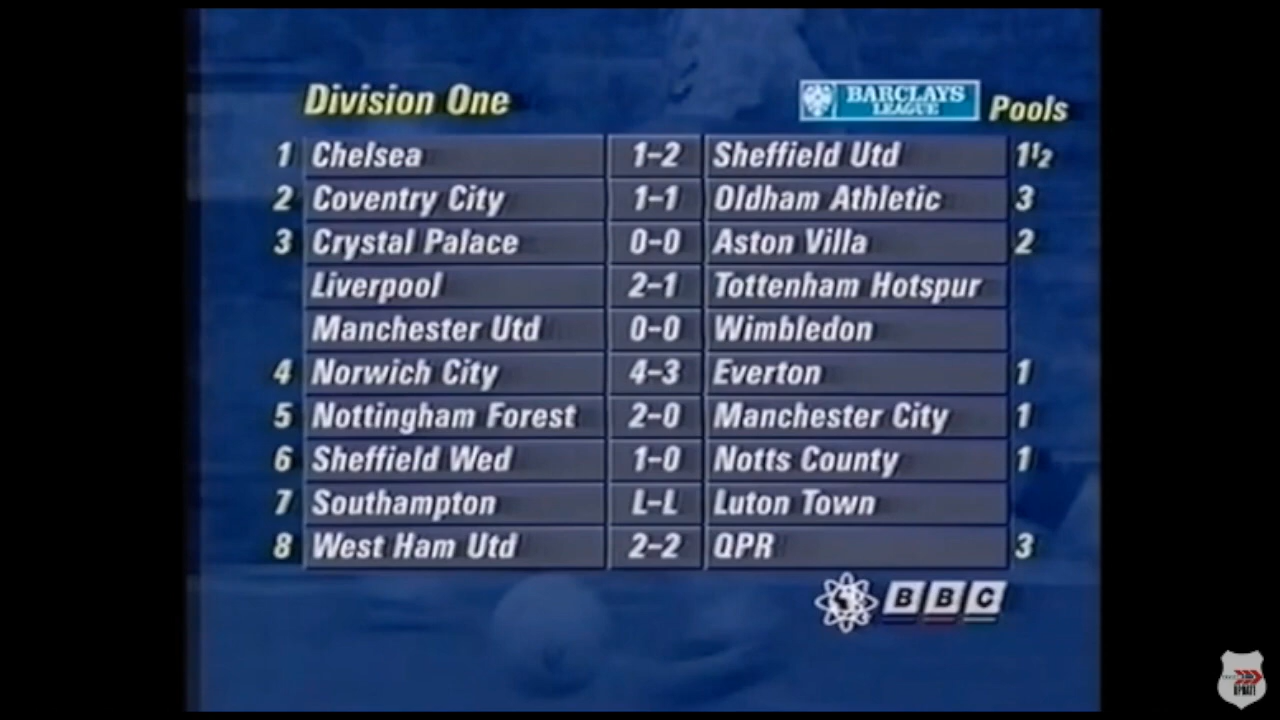 Division One
BARCLAYS LEAGUE Pools
1 Chelsea 1-2 Sheffield Utd 1½
2 Coventry City 1-1 Oldham Athletic 3
3 Crystal Palace 0-0 Aston Villa 2
Liverpool 2-1 Tottenham Hotspur
Manchester Utd 0-0 Wimbledon
4 Norwich City 4-3 Everton 1
5 Nottingham Forest 2-0 Manchester City 1
6 Sheffield Wed 1-0 Notts County 1
7 Southampton L-L Luton Town
8 West Ham Utd 2-2 QPR 3
BBC
UPDATE